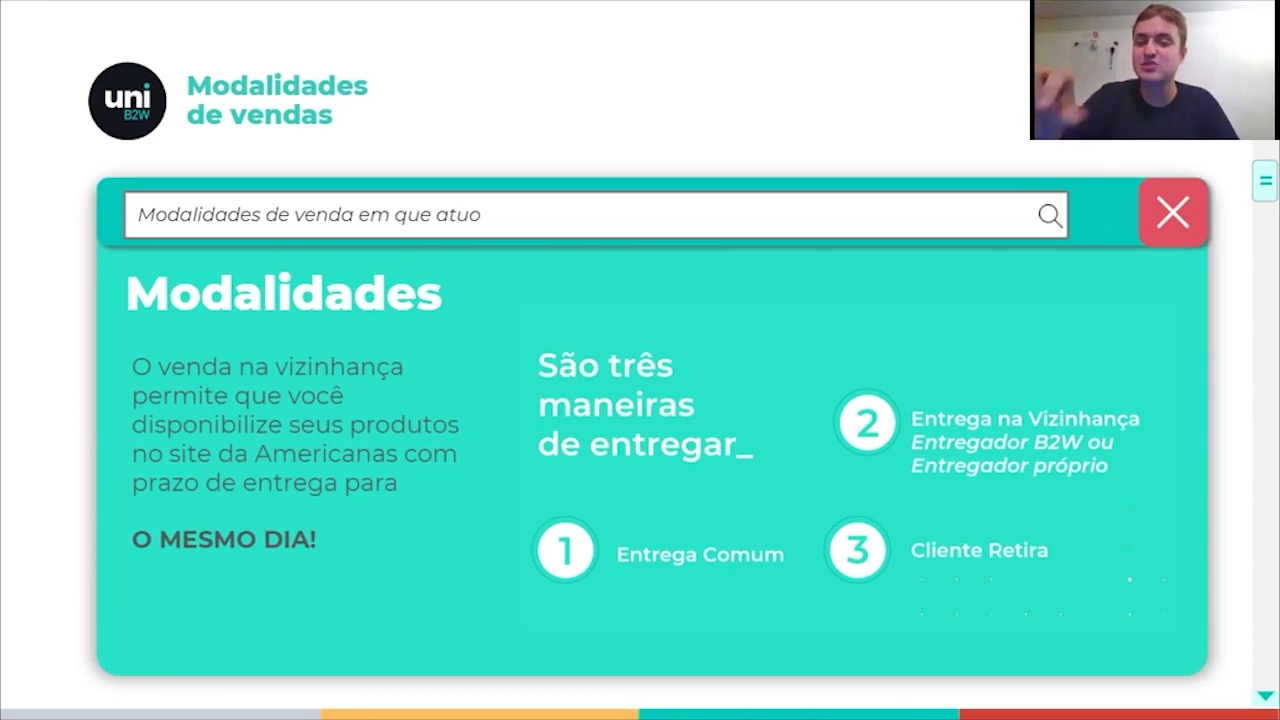 uni
B2W
Modalidades
de vendas
Modalidades de venda em que atuo
Modalidades
O venda na vizinhança
permite que você
disponibilize seus produtos
no site da Americanas com
prazo de entrega para
O MESMO DIA!
São três
maneiras
de entregar_
1
Entrega Comum
2
Entrega na Vizinhança
Entregador B2W ou
Entregador próprio
3
Cliente Retira